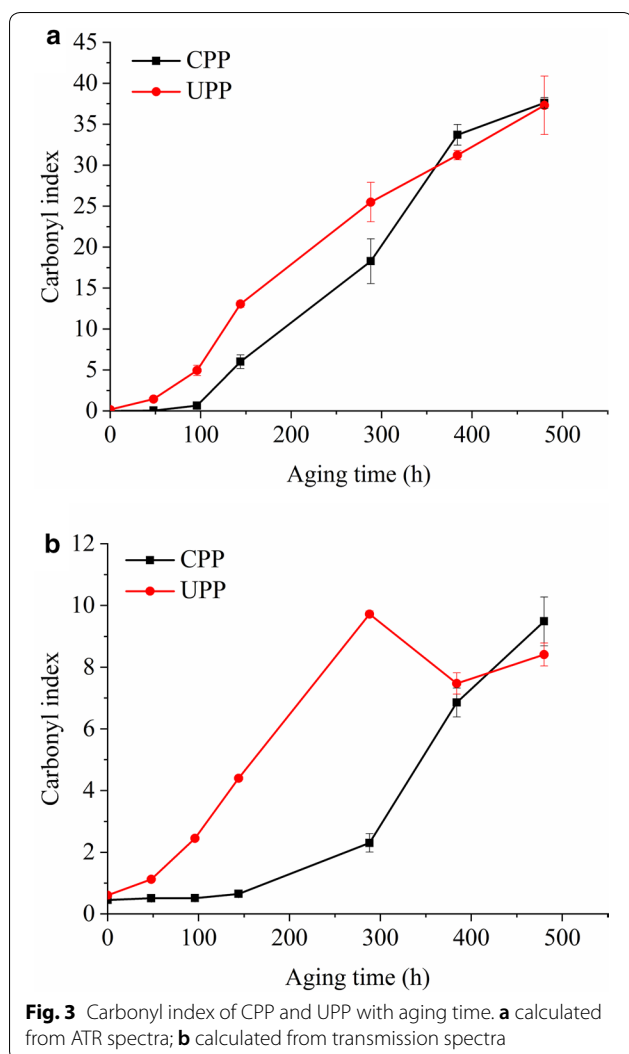 a
45
40
35
30
25
20
15
10
5
0
CPP
UPP
Carbonyl index
0 100 200 300 400 500
Aging time (h)
b
12
10
8
6
4
2
0
CPP
UPP
Carbonyl index
0 100 200 300 400 500
Aging time (h)
Fig. 3 Carbonyl index of CPP and UPP with aging time. a calculated
from ATR spectra; b calculated from transmission spectra